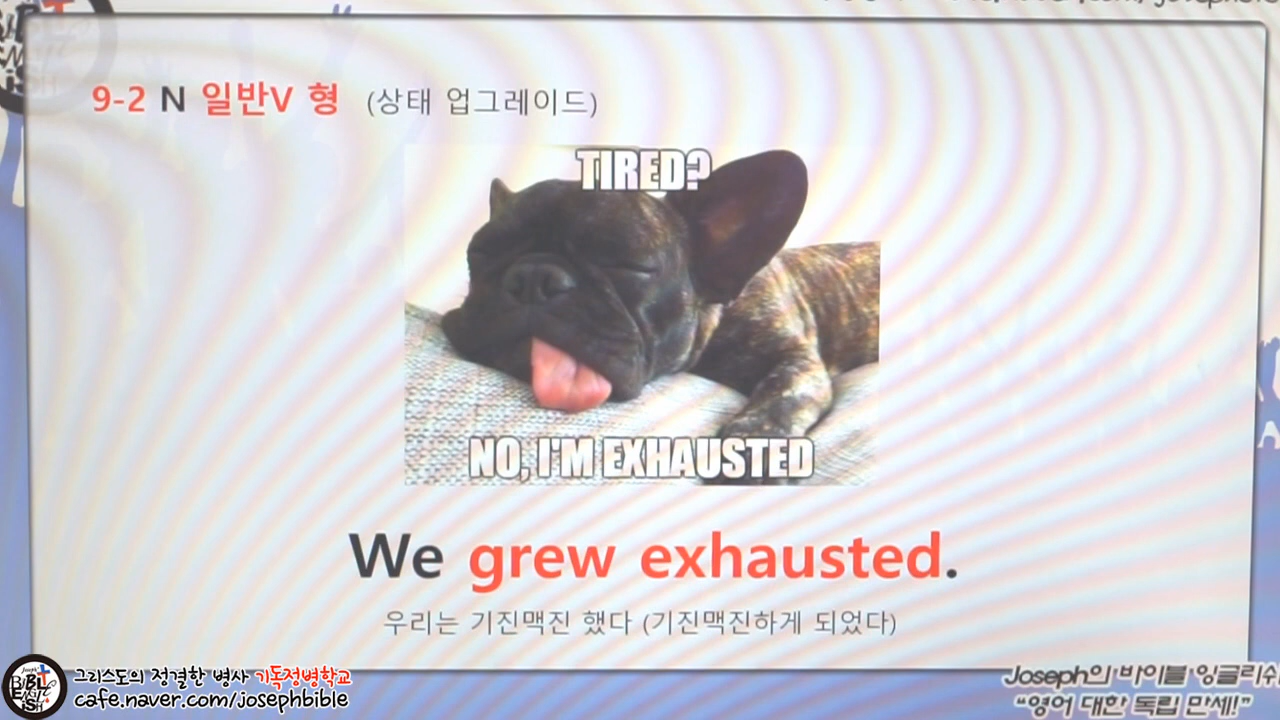 9-2 N 일반V 형 (상태 업그레이드)
TIRED?
NO, I'M EXHAUSTED
We grew exhausted.
우리는 기진맥진 했다 (기진맥진하게 되었다)
그리스도의 정결한 병사 기독정병학교
cafe.naver.com/josephbible
Joseph의 바이블 잉글리쉬
"영어 대한 독립 만세!"